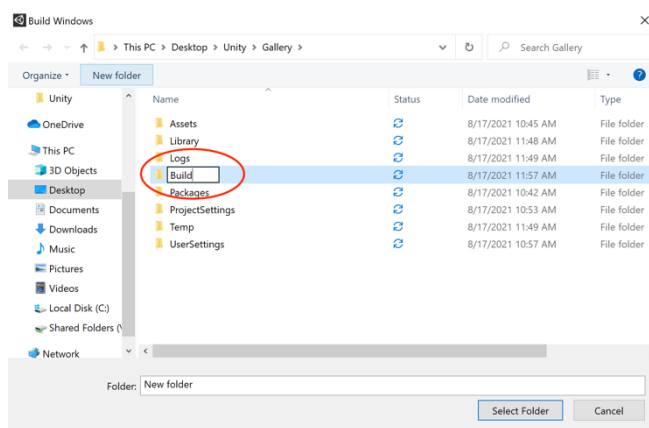 Build Windows
This PC > Desktop > Unity > Gallery >
Search Gallery
Organize
New folder
Name Status Date modified Type
Unity
OneDrive
This PC
3D Objects
Desktop
Documents
Downloads
Music
Pictures
Videos
Local Disk (C:)
Shared Folders (\
Network
Assets 8/17/2021 10:45 AM File folder
Library 8/17/2021 11:48 AM File folder
Logs 8/17/2021 11:49 AM File folder
Build 8/17/2021 11:57 AM File folder
Packages 8/17/2021 10:42 AM File folder
ProjectSettings 8/17/2021 10:53 AM File folder
Temp 8/17/2021 11:49 AM File folder
UserSettings 8/17/2021 10:57 AM File folder
Folder: New folder
Select Folder Cancel